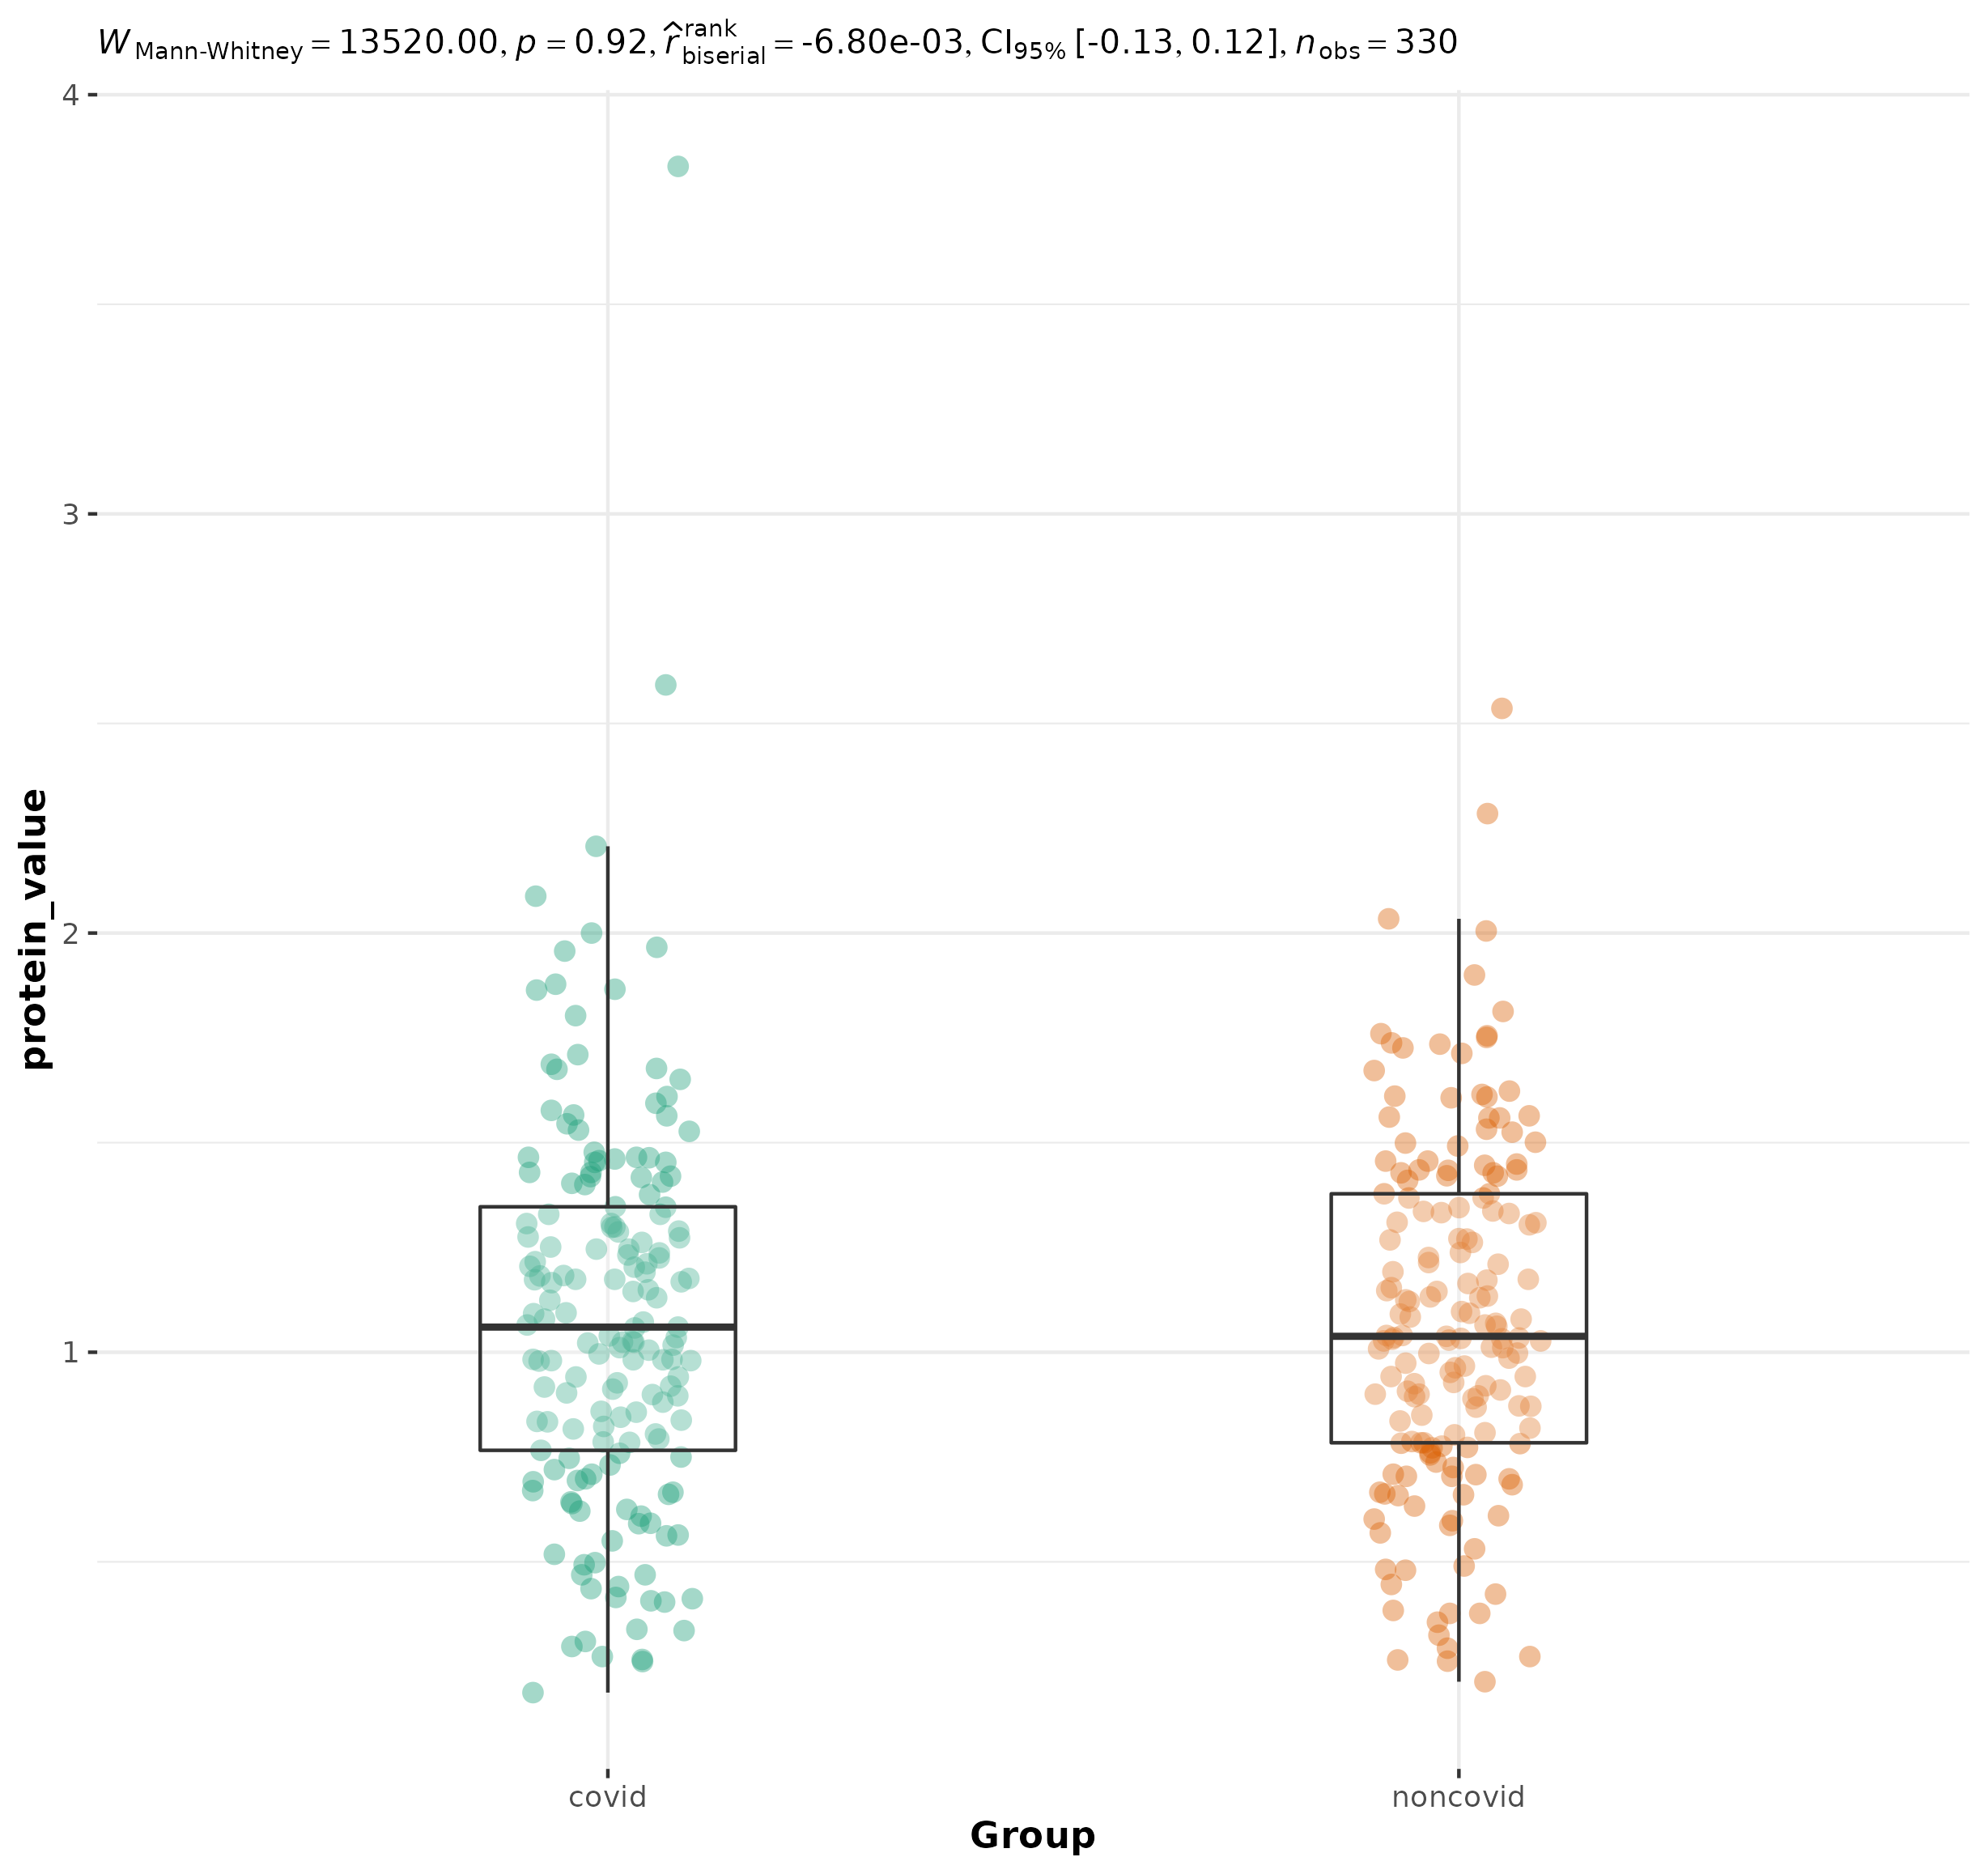 W Mann-Whitney = 13520.00, p = 0.92, r̂ rank biserial = -6.80e-03, CI95% [-0.13, 0.12], nobs = 330
4
3
2
1
protein_value
covid noncovid
Group